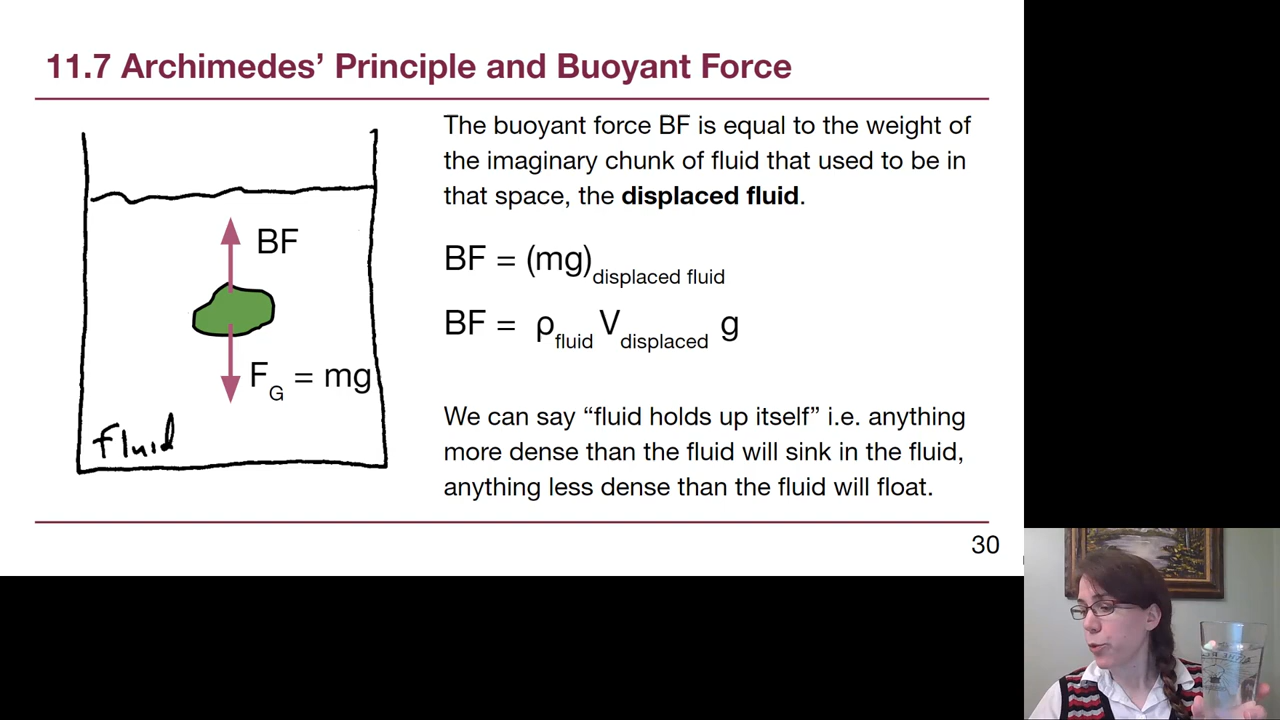 11.7 Archimedes’ Principle and Buoyant Force
The buoyant force BF is equal to the weight of
the imaginary chunk of fluid that used to be in
that space, the displaced fluid.
BF
BF = (mg)displaced fluid
BF = ρfluid Vdisplaced g
FG = mg
We can say “fluid holds up itself” i.e. anything
more dense than the fluid will sink in the fluid,
anything less dense than the fluid will float.
fluid
30